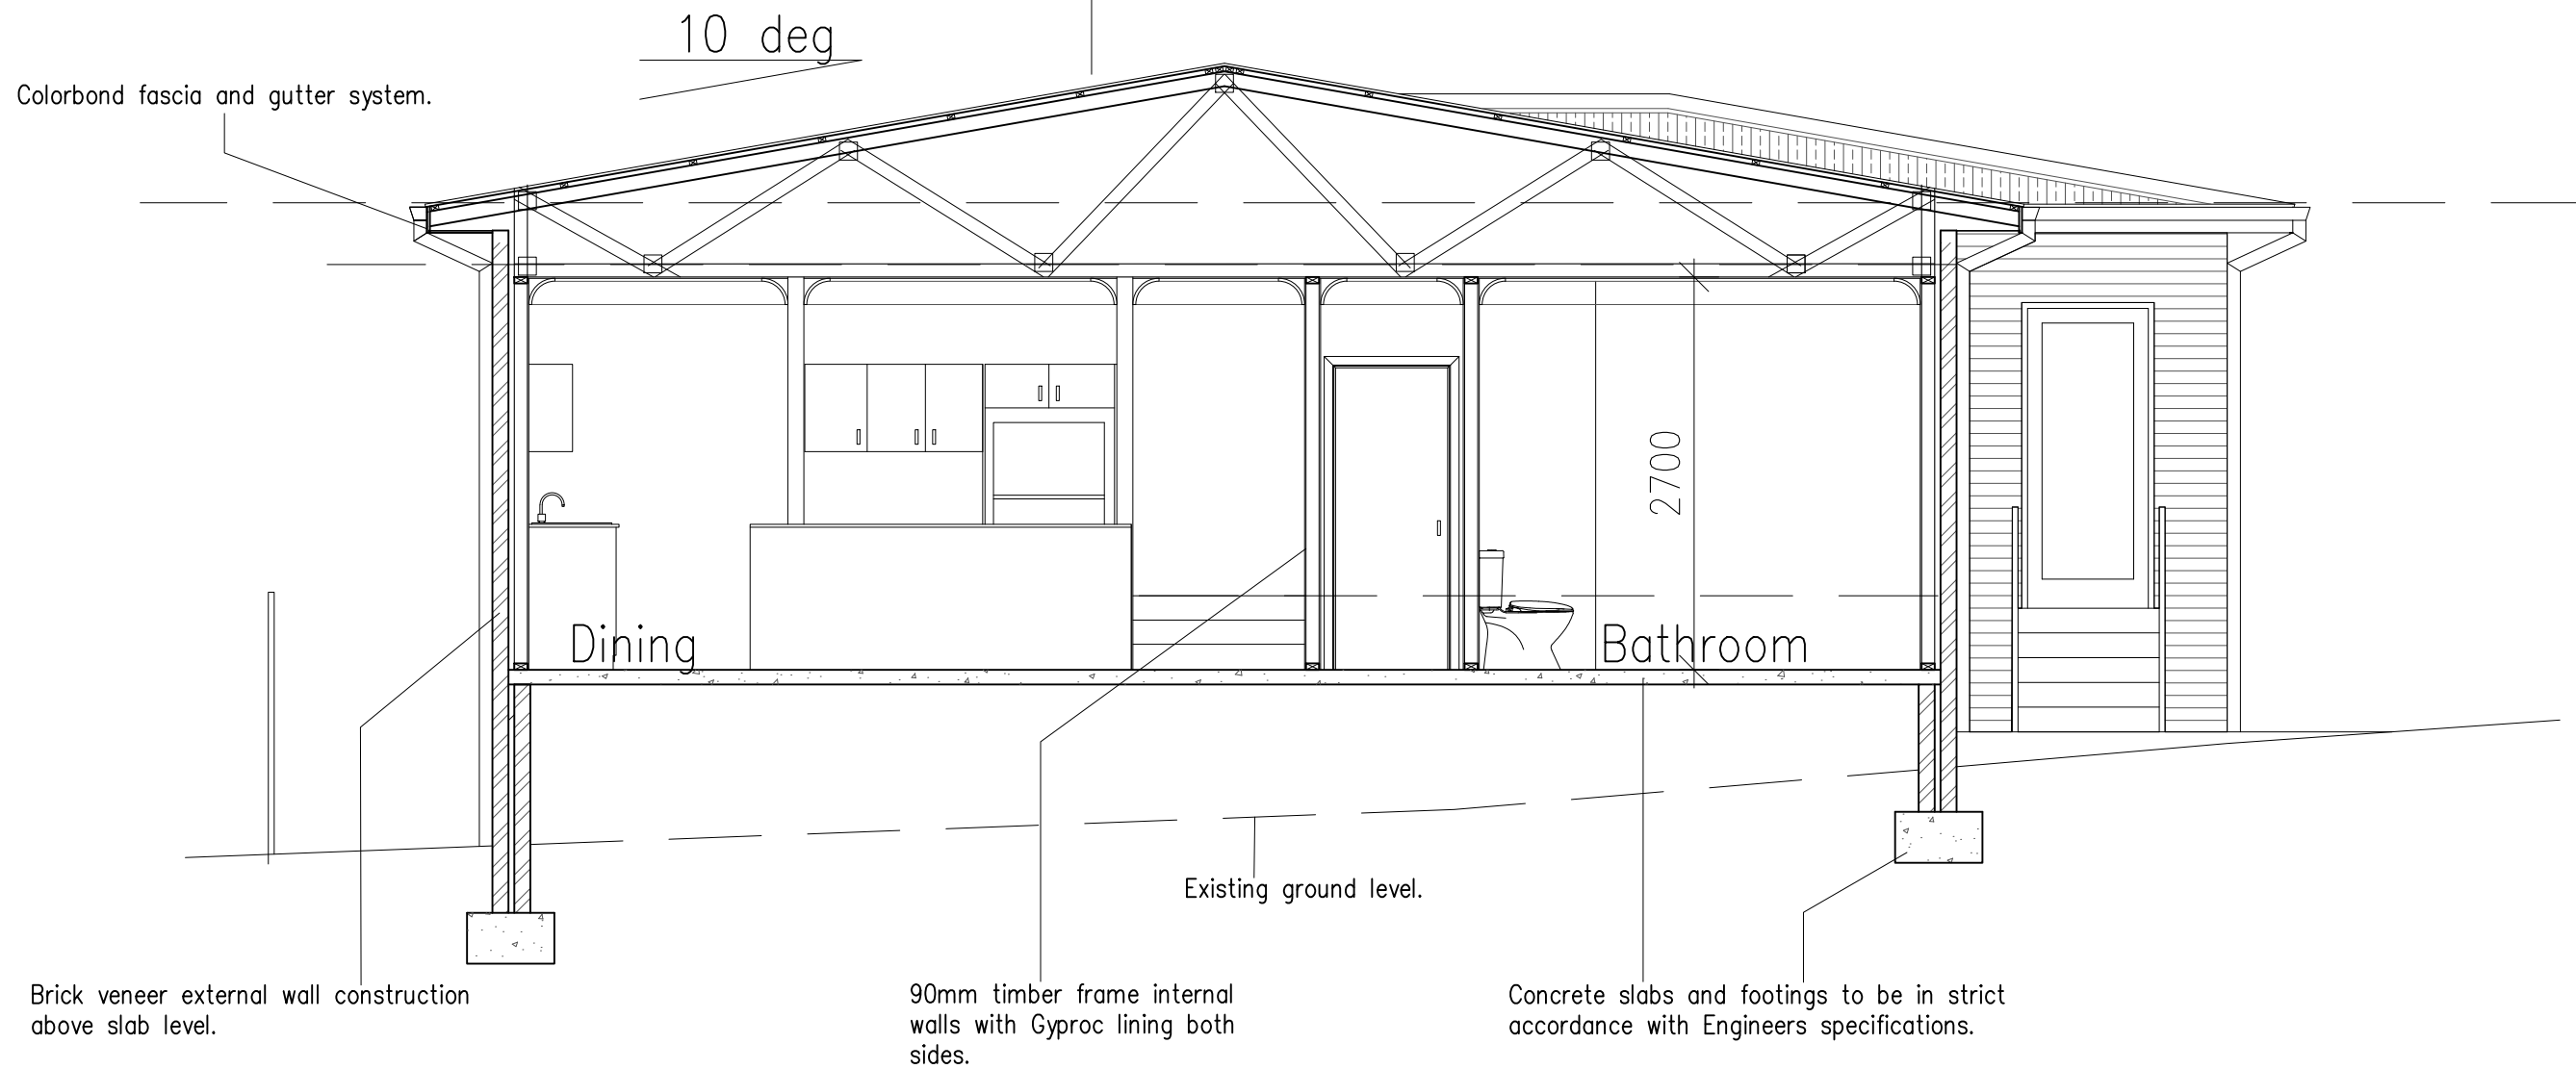 10 deg
Colorbond fascia and gutter system.
2700
Dining
Bathroom
Existing ground level.
Brick veneer external wall construction
above slab level.
90mm timber frame internal
walls with Gyproc lining both
sides.
Concrete slabs and footings to be in strict
accordance with Engineers specifications.